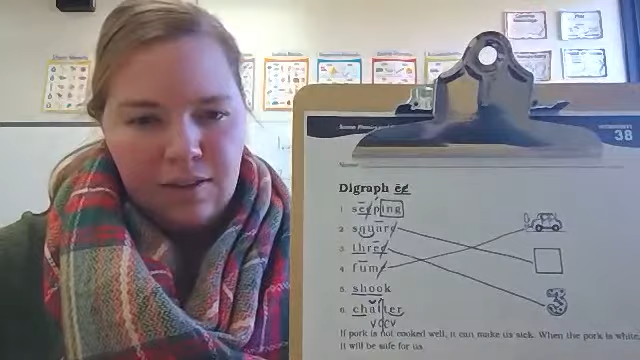 38
Name
Digraph ee
1. seeping
2. square
3. three
4. fume
5. shook
6. chatter
vccv
If pork is not cooked well, it can make us sick. When the pork is white,
it will be safe for us.